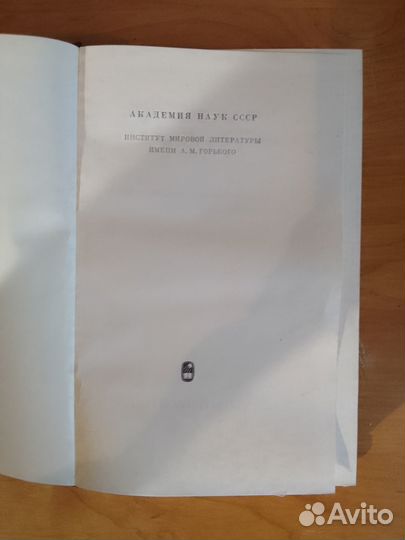 АКАДЕМИЯ НАУК СССР
ИНСТИТУТ МИРОВОЙ ЛИТЕРАТУРЫ
ИМЕНИ А. М. ГОРЬКОГО
Avito